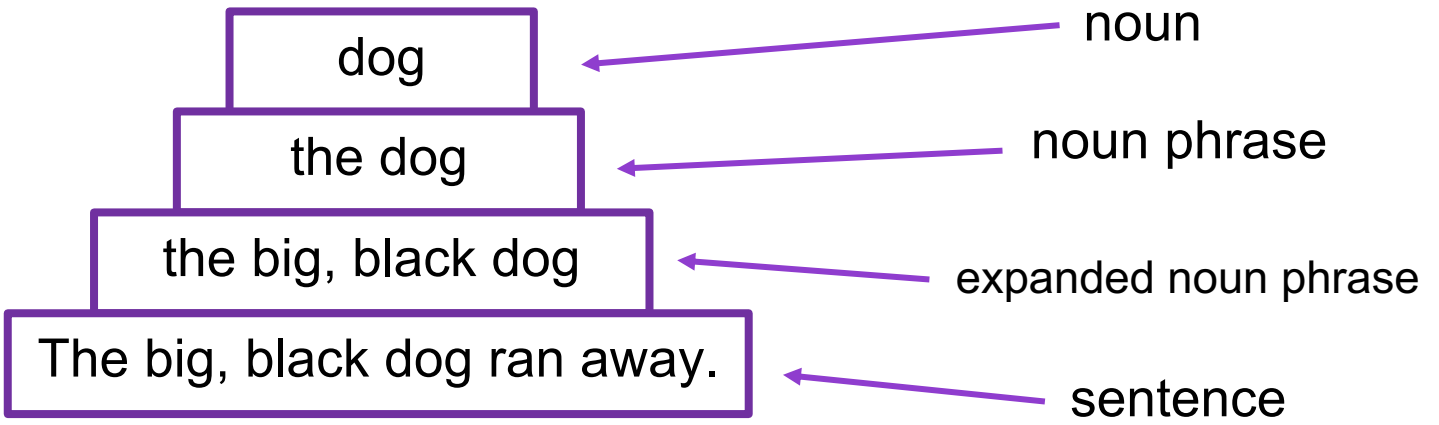 dog
noun
the dog
noun phrase
the big, black dog
expanded noun phrase
The big, black dog ran away.
sentence